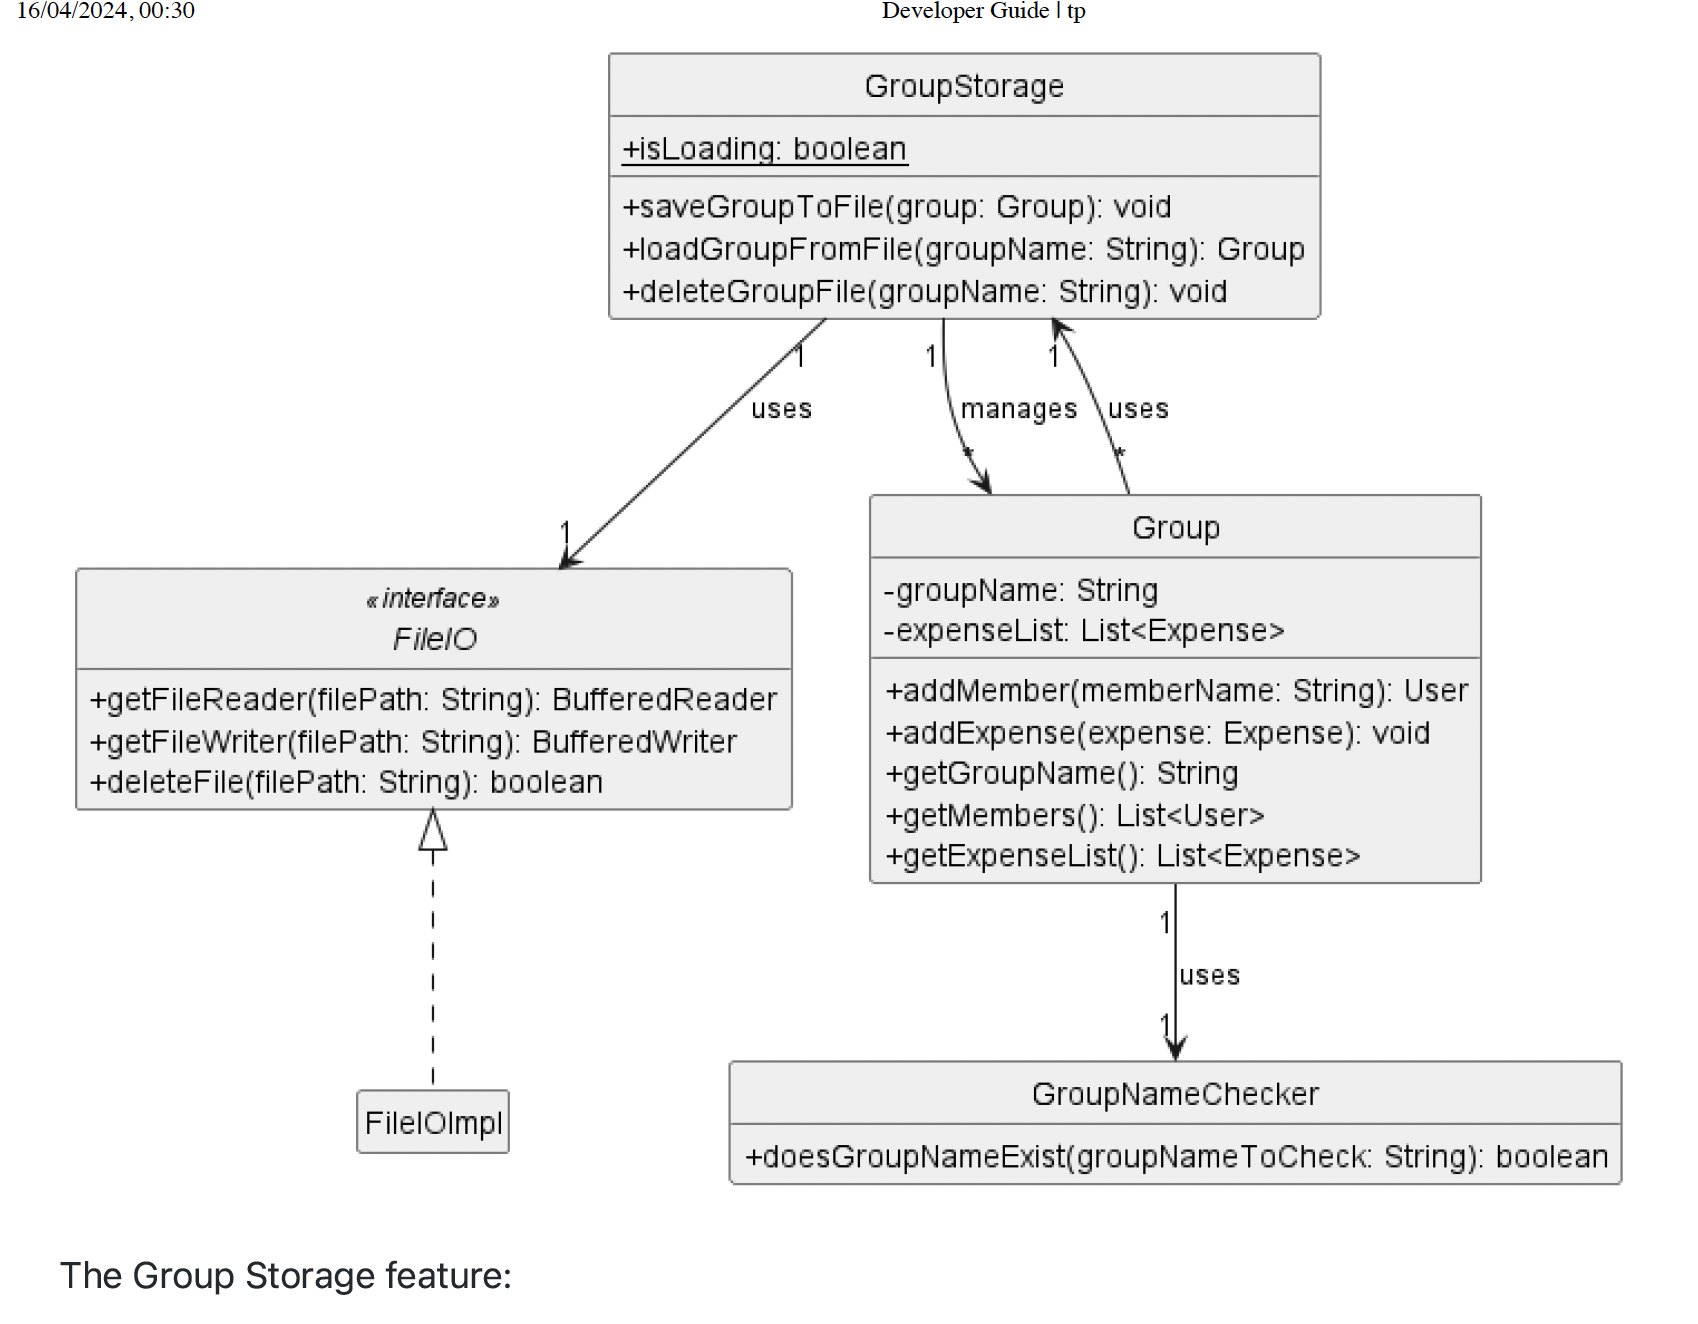 16/04/2024, 00:30
Developer Guide | tp
GroupStorage
+isLoading: boolean
+saveGroupToFile(group: Group): void
+loadGroupFromFile(groupName: String): Group
+deleteGroupFile(groupName: String): void
1
1
1
uses
manages
uses
*
*
1
«interface»
FileIO
+getFileReader(filePath: String): BufferedReader
+getFileWriter(filePath: String): BufferedWriter
+deleteFile(filePath: String): boolean
Group
-groupName: String
-expenseList: List<Expense>
+addMember(memberName: String): User
+addExpense(expense: Expense): void
+getGroupName(): String
+getMembers(): List<User>
+getExpenseList(): List<Expense>
1
uses
1
FileIOImpl
GroupNameChecker
+doesGroupNameExist(groupNameToCheck: String): boolean
The Group Storage feature: